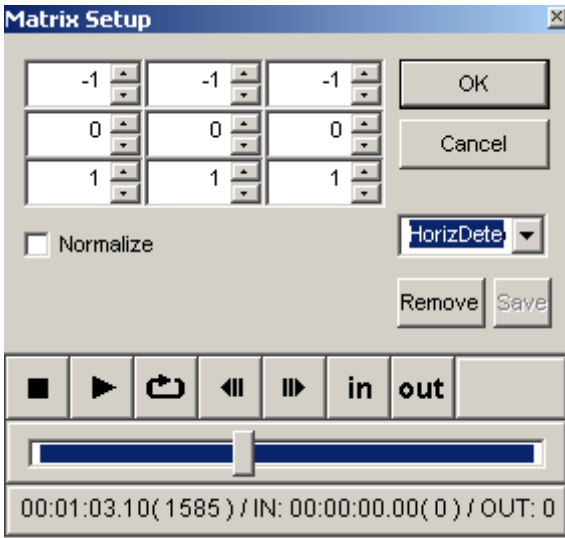 Matrix Setup
-1 -1 -1
OK
0 0 0
Cancel
1 1 1
Normalize
HorizDete
Remove Save
in out
00:01:03.10( 1585 ) / IN: 00:00:00.00( 0 ) / OUT: 0